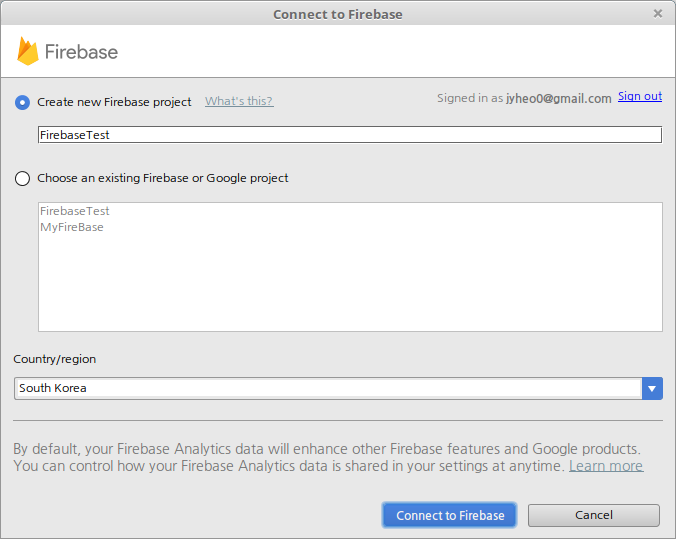 Connect to Firebase
Firebase
Create new Firebase project What's this? Signed in as jyheo0@gmail.com Sign out
FirebaseTest
Choose an existing Firebase or Google project
FirebaseTest
MyFireBase
Country/region
South Korea
By default, your Firebase Analytics data will enhance other Firebase features and Google products.
You can control how your Firebase Analytics data is shared in your settings at anytime. Learn more
Connect to Firebase Cancel